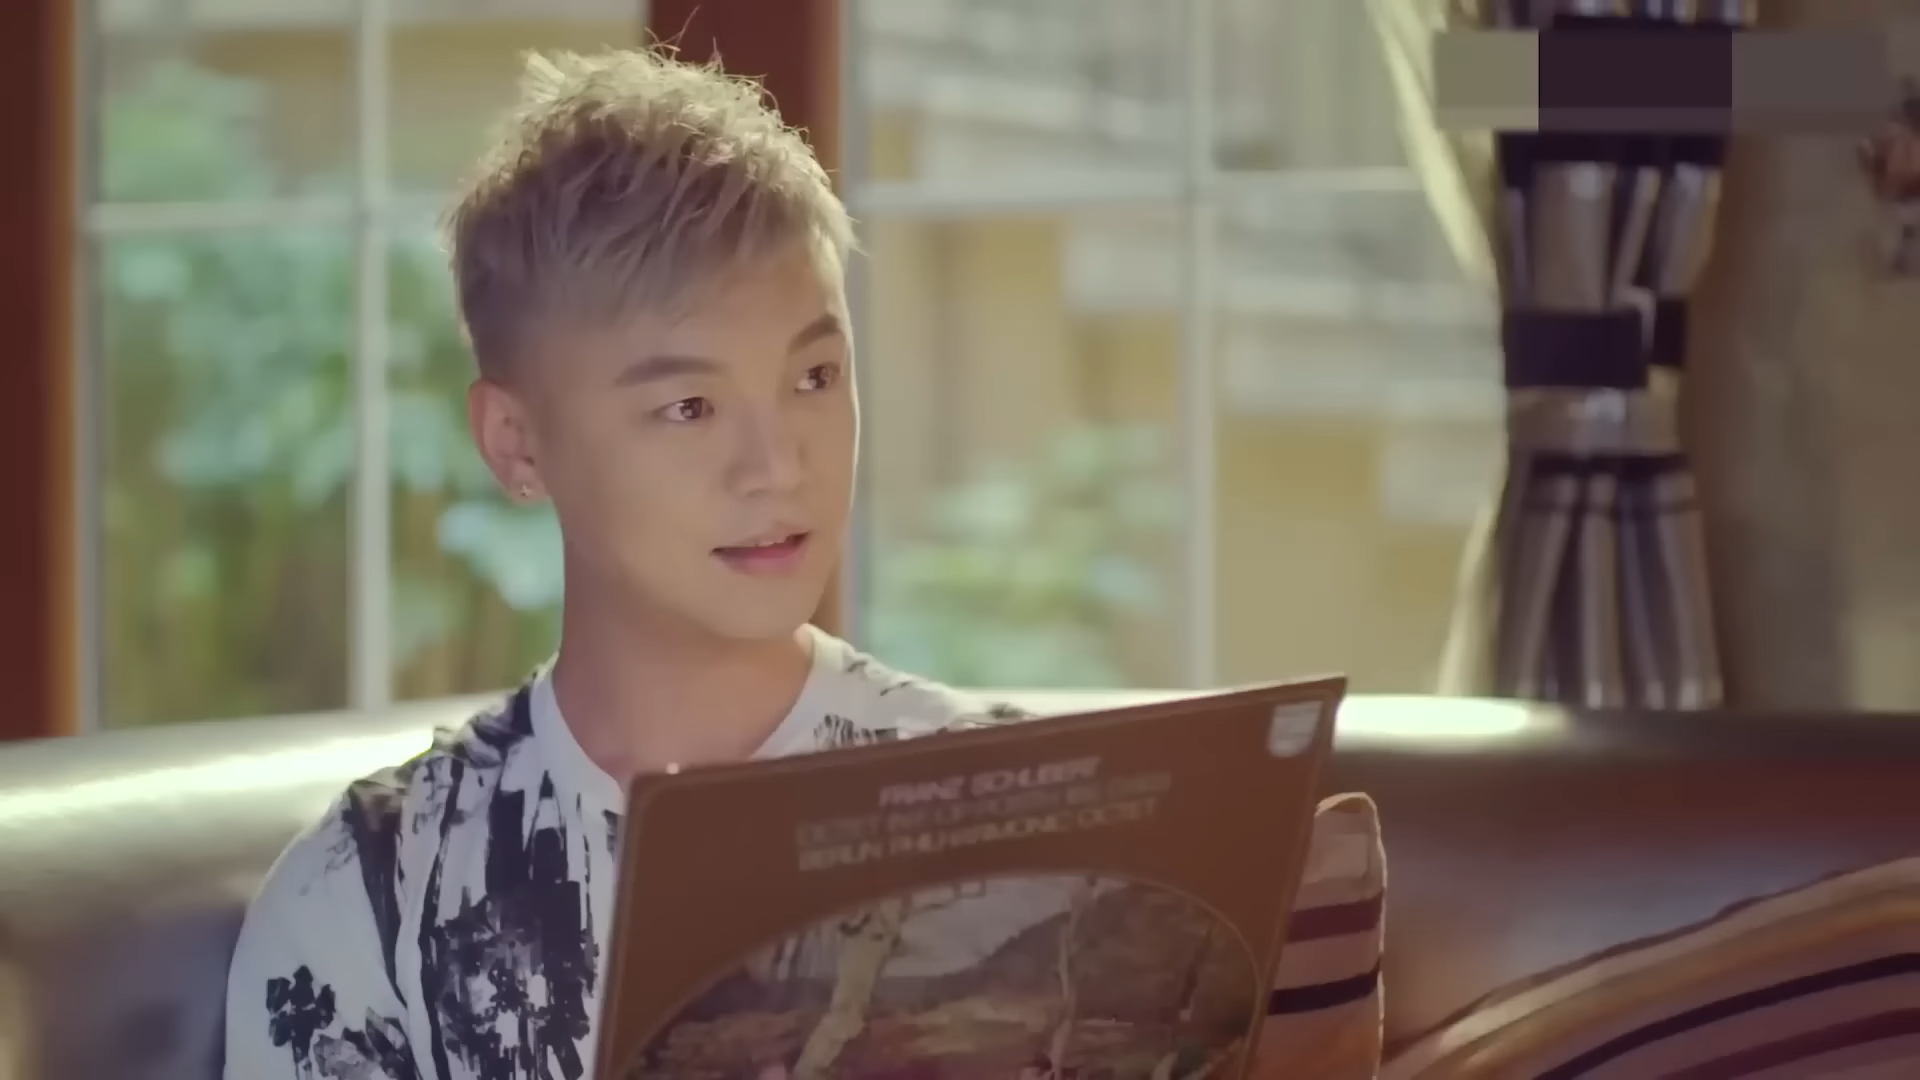 FRANZ SCHUBERT
OCTET IN F OP. POSTH. 166 D.803
BERLIN PHILHARMONIC OCTET